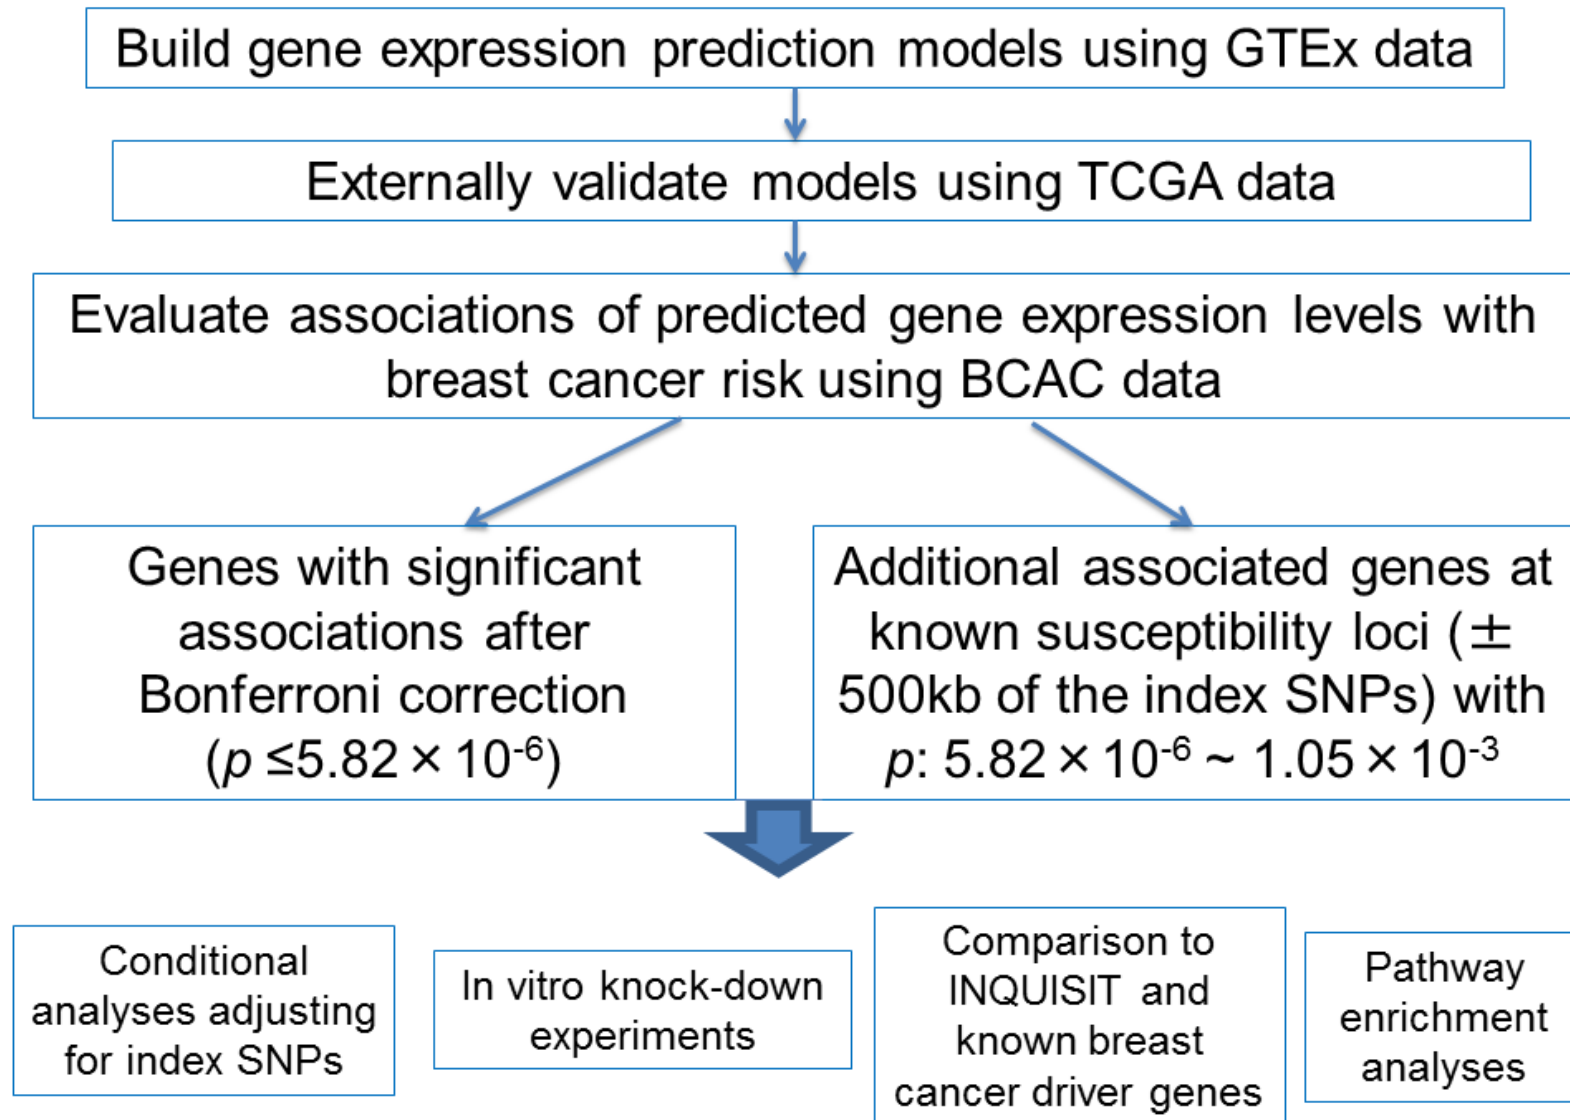 Build gene expression prediction models using GTEx data
Externally validate models using TCGA data
Evaluate associations of predicted gene expression levels with
breast cancer risk using BCAC data
Genes with significant
associations after
Bonferroni correction
(p ≤5.82 × 10⁻⁶)
Additional associated genes at
known susceptibility loci (±
500kb of the index SNPs) with
p: 5.82 × 10⁻⁶ ~ 1.05 × 10⁻³
Conditional
analyses adjusting
for index SNPs
In vitro knock-down
experiments
Comparison to
INQUISIT and
known breast
cancer driver genes
Pathway
enrichment
analyses